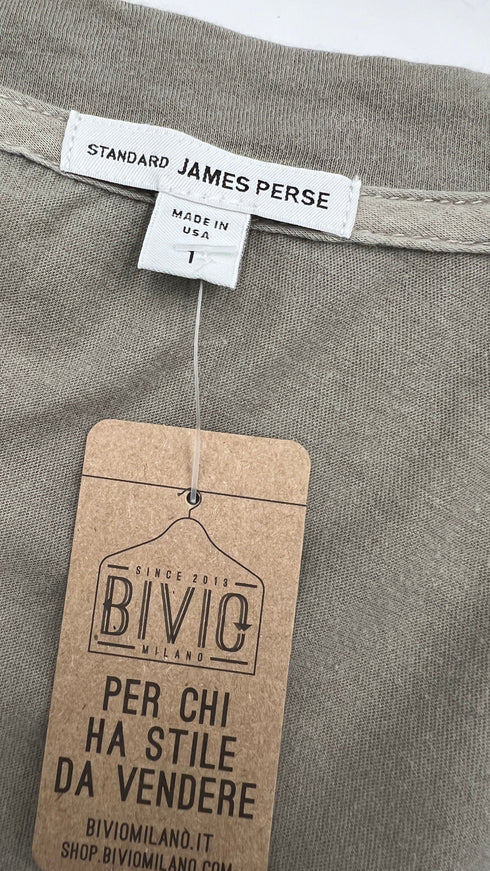 STANDARD JAMES PERSE
MADE IN
USA
1
SINCE 2013
BIVIO
MILANO
PER CHI
HA STILE
DA VENDERE
BIVIOMILANO.IT
SHOP.BIVIOMILANO.COM